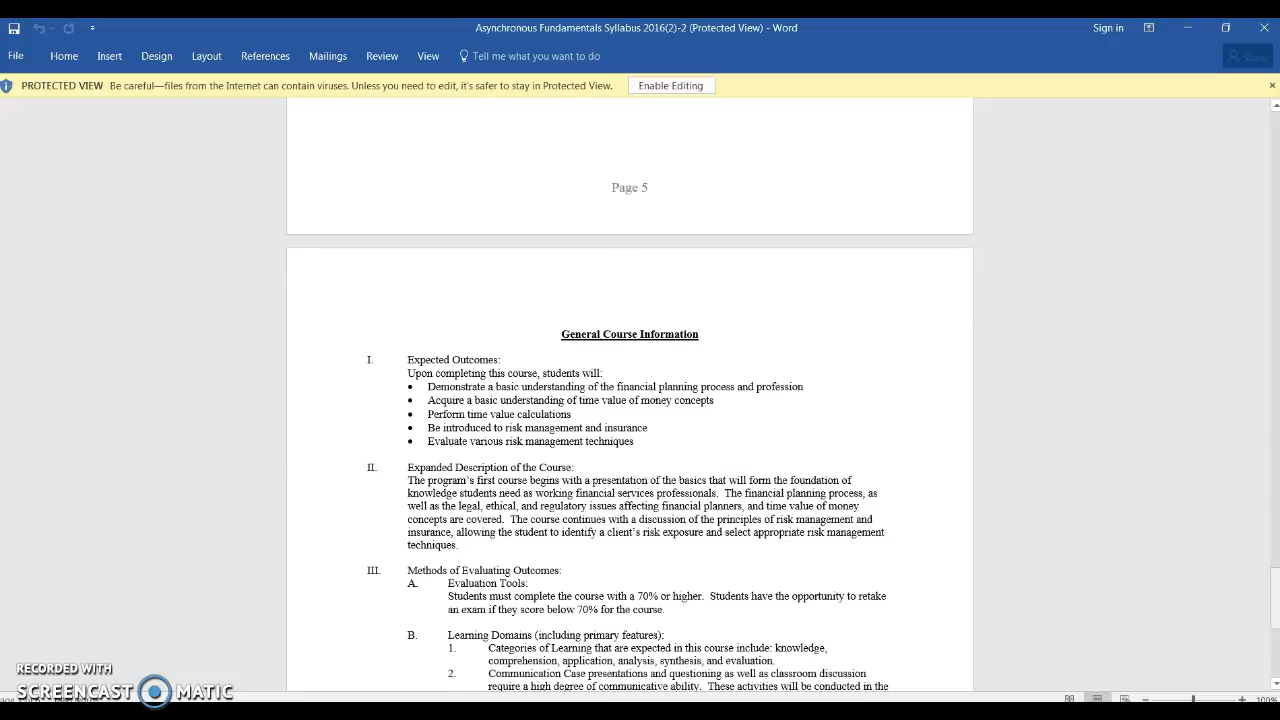 Asynchronous Fundamentals Syllabus 2016(2)-2 (Protected View) - Word
Sign in
File Home Insert Design Layout References Mailings Review View Tell me what you want to do Share
PROTECTED VIEW Be careful—files from the Internet can contain viruses. Unless you need to edit, it's safer to stay in Protected View. Enable Editing
Page 5
General Course Information
I. Expected Outcomes:
Upon completing this course, students will:
• Demonstrate a basic understanding of the financial planning process and profession
• Acquire a basic understanding of time value of money concepts
• Perform time value calculations
• Be introduced to risk management and insurance
• Evaluate various risk management techniques
II. Expanded Description of the Course:
The program's first course begins with a presentation of the basics that will form the foundation of
knowledge students need as working financial services professionals. The financial planning process, as
well as the legal, ethical, and regulatory issues affecting financial planners, and time value of money
concepts are covered. The course continues with a discussion of the principles of risk management and
insurance, allowing the student to identify a client's risk exposure and select appropriate risk management
techniques.
III. Methods of Evaluating Outcomes:
A. Evaluation Tools:
Students must complete the course with a 70% or higher. Students have the opportunity to retake
an exam if they score below 70% for the course.
B. Learning Domains (including primary features):
1. Categories of Learning that are expected in this course include: knowledge,
comprehension, application, analysis, synthesis, and evaluation.
2. Communication Case presentations and questioning as well as classroom discussion
require a high degree of communicative ability. These activities will be conducted in the
RECORDED WITH
SCREENCAST MATIC
100%